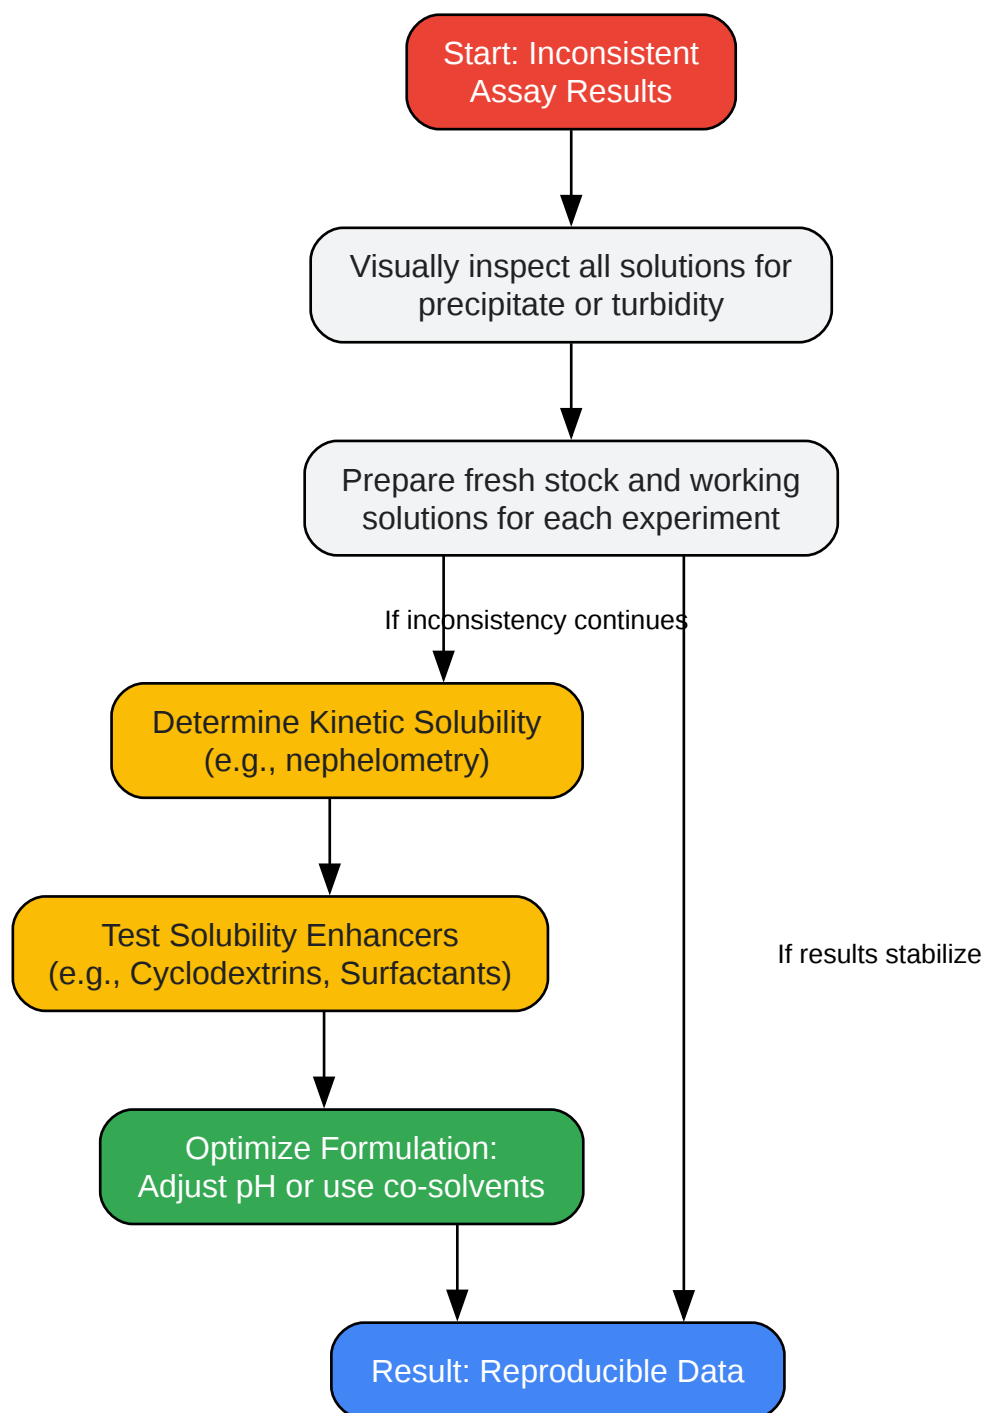 Start: Inconsistent
Assay Results
Visually inspect all solutions for
precipitate or turbidity
Prepare fresh stock and working
solutions for each experiment
If inconsistency continues
Determine Kinetic Solubility
(e.g., nephelometry)
Test Solubility Enhancers
(e.g., Cyclodextrins, Surfactants)
If results stabilize
Optimize Formulation:
Adjust pH or use co-solvents
Result: Reproducible Data